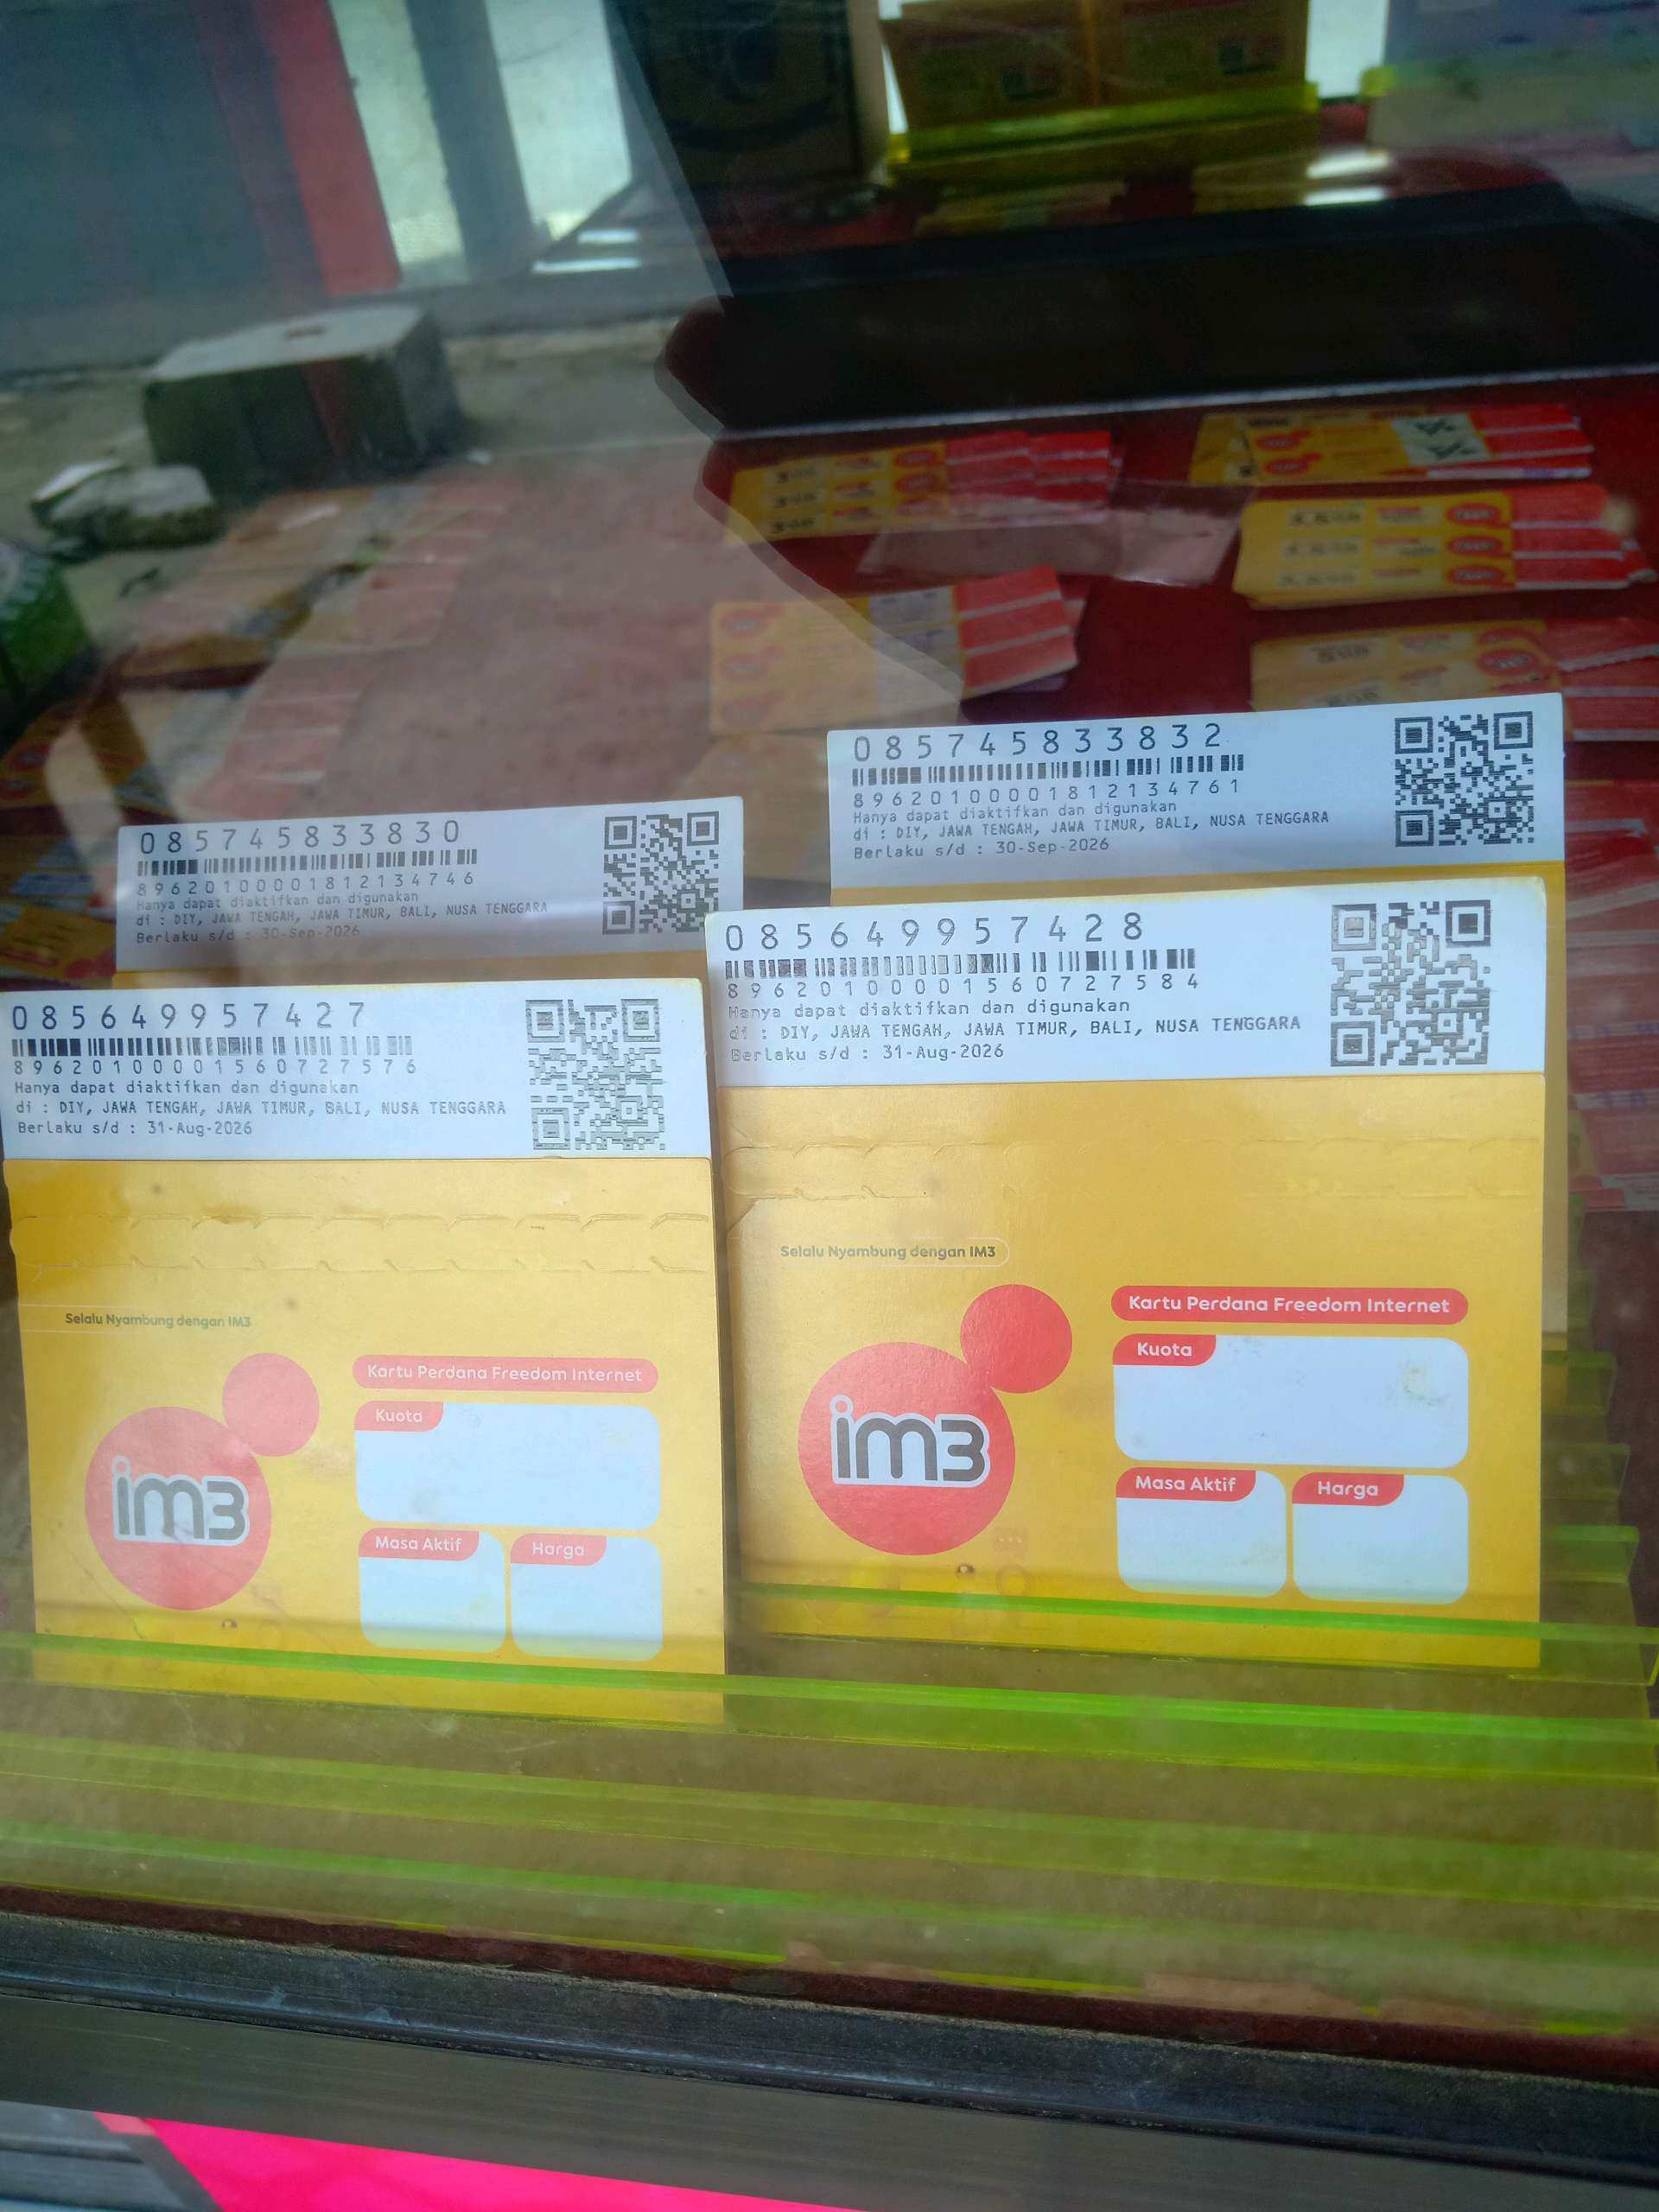 085745833830
89620100001812134746
Hanya dapat diaktifkan dan digunakan
di : DIY, JAWA TENGAH, JAWA TIMUR, BALI, NUSA TENGGARA
Berlaku s/d : 30-Sep-2026
085745833832
89620100001812134761
Hanya dapat diaktifkan dan digunakan
di : DIY, JAWA TENGAH, JAWA TIMUR, BALI, NUSA TENGGARA
Berlaku s/d : 30-Sep-2026
085649957427
89620100001560727576
Hanya dapat diaktifkan dan digunakan
di : DIY, JAWA TENGAH, JAWA TIMUR, BALI, NUSA TENGGARA
Berlaku s/d : 31-Aug-2026
Selalu Nyambung dengan IM3
im3
Kartu Perdana Freedom Internet
Kuota
Masa Aktif
Harga
085649957428
89620100001560727584
Hanya dapat diaktifkan dan digunakan
di : DIY, JAWA TENGAH, JAWA TIMUR, BALI, NUSA TENGGARA
Berlaku s/d : 31-Aug-2026
Selalu Nyambung dengan IM3
im3
Kartu Perdana Freedom Internet
Kuota
Masa Aktif
Harga